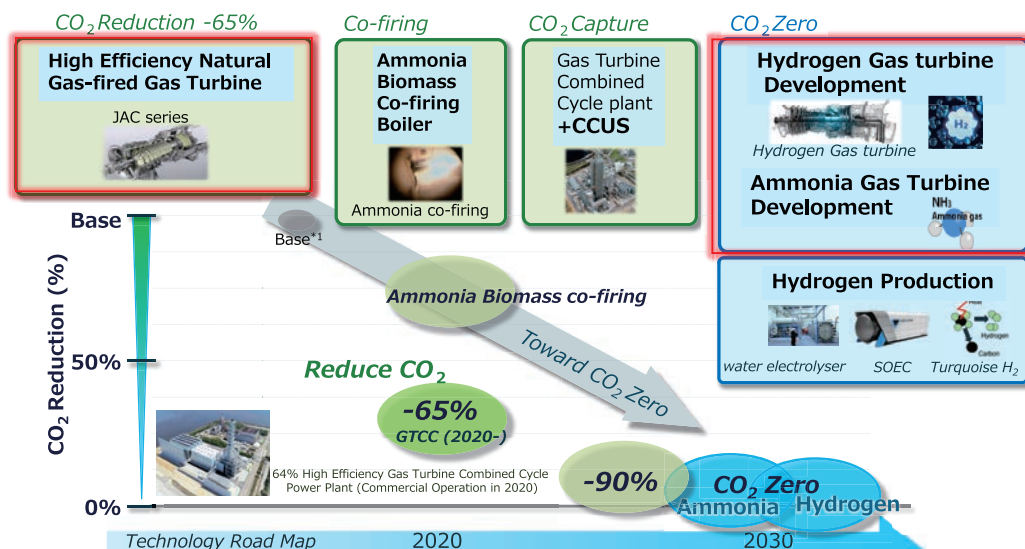 CO2 Reduction -65%
Co-firing
CO2 Capture
CO2 Zero
High Efficiency Natural
Gas-fired Gas Turbine
JAC series
Ammonia
Biomass
Co-firing
Boiler
Ammonia co-firing
Gas Turbine
Combined
Cycle plant
+CCUS
Hydrogen Gas turbine
Development
H2
Hydrogen Gas turbine
Ammonia Gas Turbine
Development
NH3
Ammonia gas
Hydrogen Production
Heat
Hydrogen
Carbon
water electrolyser
SOEC
Turquoise H2
CO2 Reduction (%)
Base
50%
0%
Base*1
Ammonia Biomass co-firing
Toward CO2 Zero
Reduce CO2
-65%
GTCC (2020-)
64% High Efficiency Gas Turbine Combined Cycle
Power Plant (Commercial Operation in 2020)
-90%
CO2 Zero
Ammonia
Hydrogen
Technology Road Map
2020
2030